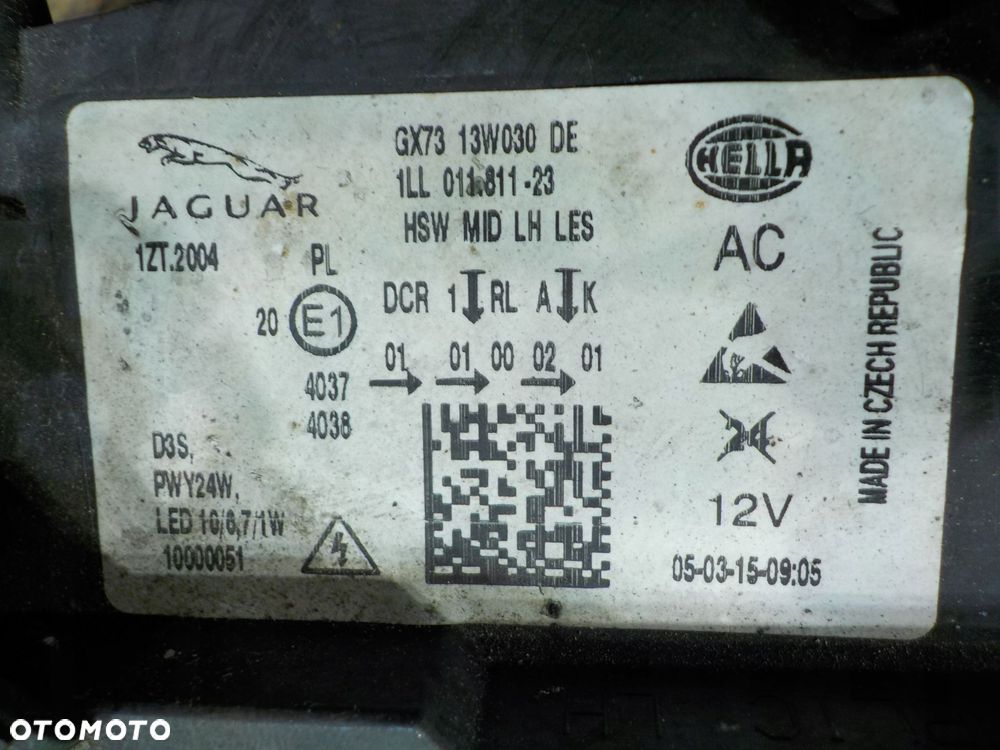 JAGUAR
GX73 13W030 DE
1LL 011.811-23
HSW MID LH LES
HELLA
1ZT.2004
PL
AC
DCR 1 RL A K
20 E1
01 01 00 02 01
4037
4038
D3S,
PWY24W,
LED 10/6,7/1W
10000051
12V
05-03-15-09:05
MADE IN CZECH REPUBLIC
OTOMOTO